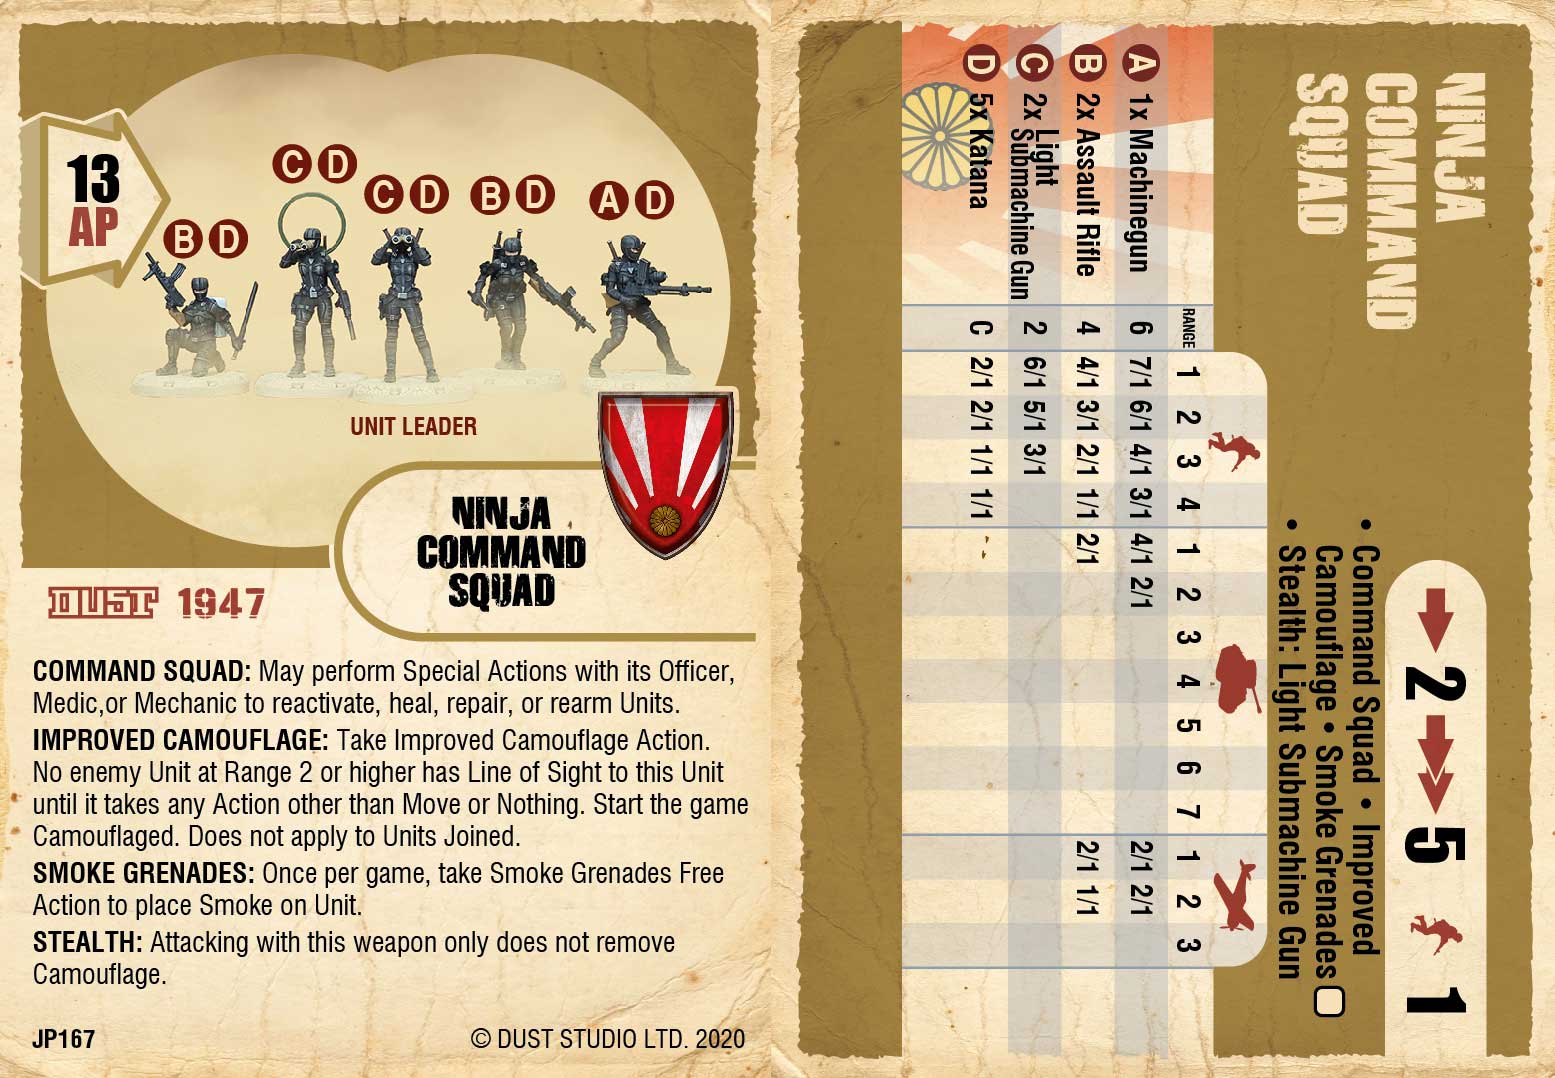 13
AP
B D
C D
C D
B D
A D
UNIT LEADER
NINJA
COMMAND
SQUAD
DUST 1947
COMMAND SQUAD: May perform Special Actions with its Officer,
Medic,or Mechanic to reactivate, heal, repair, or rearm Units.
IMPROVED CAMOUFLAGE: Take Improved Camouflage Action.
No enemy Unit at Range 2 or higher has Line of Sight to this Unit
until it takes any Action other than Move or Nothing. Start the game
Camouflaged. Does not apply to Units Joined.
SMOKE GRENADES: Once per game, take Smoke Grenades Free
Action to place Smoke on Unit.
STEALTH: Attacking with this weapon only does not remove
Camouflage.
JP167
© DUST STUDIO LTD. 2020
NINJA
COMMAND
SQUAD
2 5 1
• Command Squad • Improved
Camouflage • Smoke Grenades
• Stealth: Light Submachine Gun
RANGE 1 2 3 4 1 2 3 4 5 6 7 1 2 3
A 1x Machinegun 6 7/1 6/1 4/1 3/1 4/1 2/1 2/1 2/1
B 2x Assault Rifle 4 4/1 3/1 2/1 1/1 2/1 2/1 1/1
C 2x Light
Submachine Gun 2 6/1 5/1 3/1
D 5x Katana C 2/1 2/1 1/1 1/1